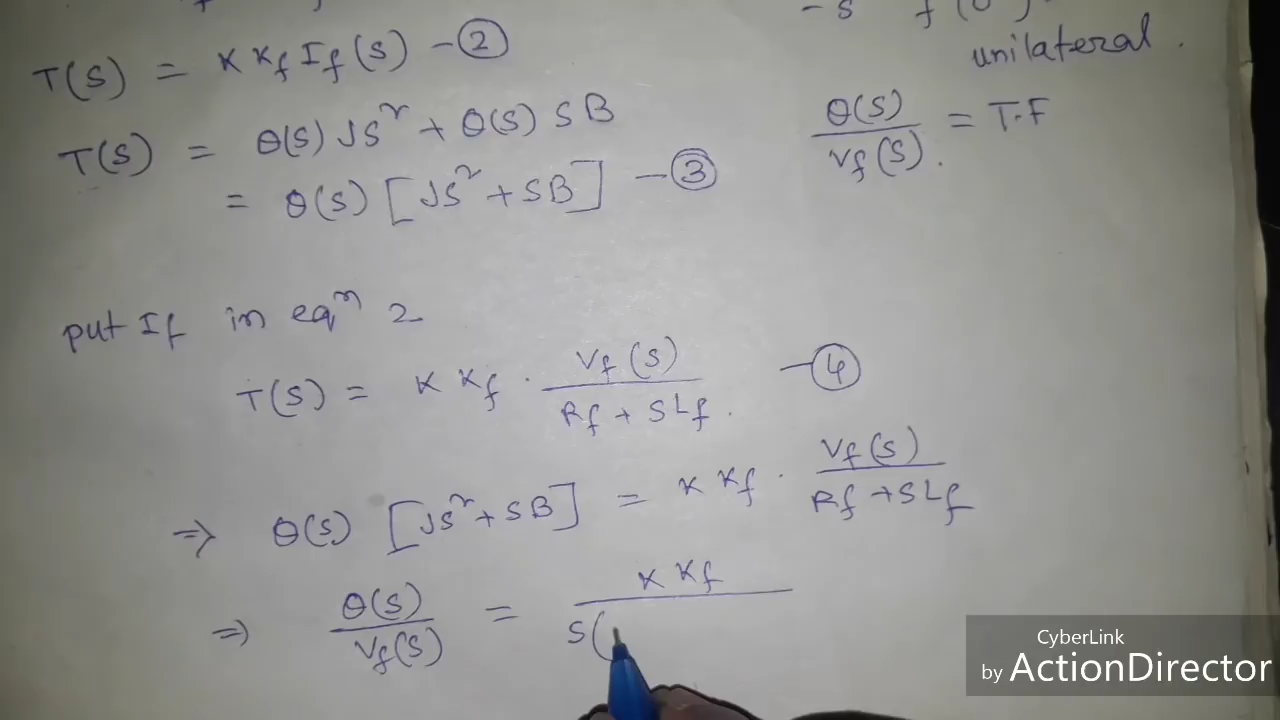 - s f(0
unilateral.
T(S) = K Kf If(S) - ②
T(S) = θ(S) JS² + θ(S) SB
= θ(S) [JS² + SB] - ③
θ(S) / Vf(S) = T.F
put If in eqⁿ 2
T(S) = K Kf . Vf(S) / Rf + SLf . - ④
⇒ θ(S) [JS² + SB] = K Kf . Vf(S) / Rf + SLf
⇒ θ(S) / Vf(S) = K Kf / S(
CyberLink
by ActionDirector